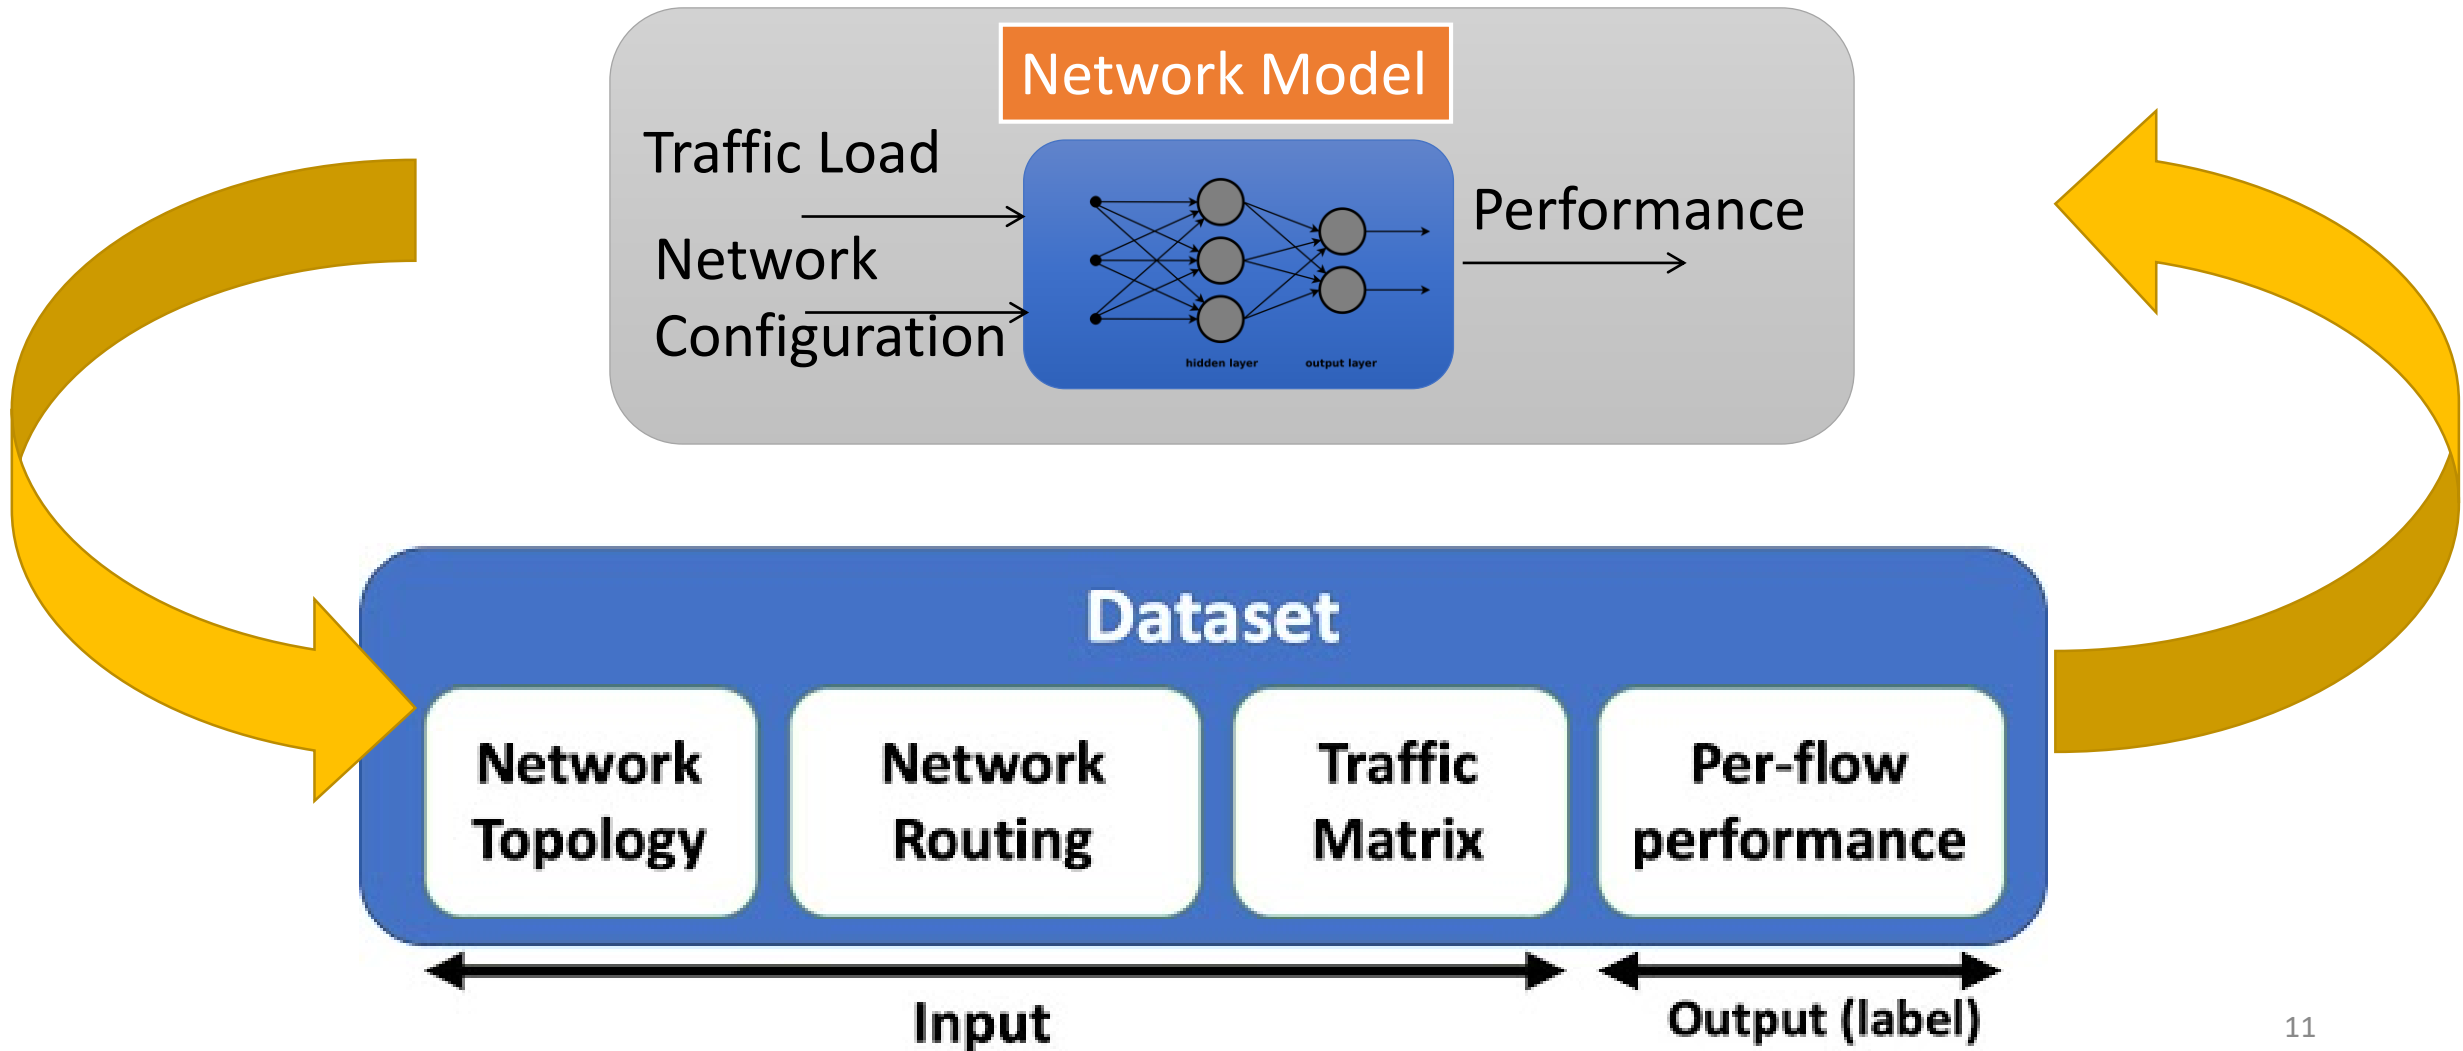 Network Model
Traffic Load
Network
Configuration
Performance
hidden layer
output layer
Dataset
Network
Topology
Network
Routing
Traffic
Matrix
Per-flow
performance
Input
Output (label)
11